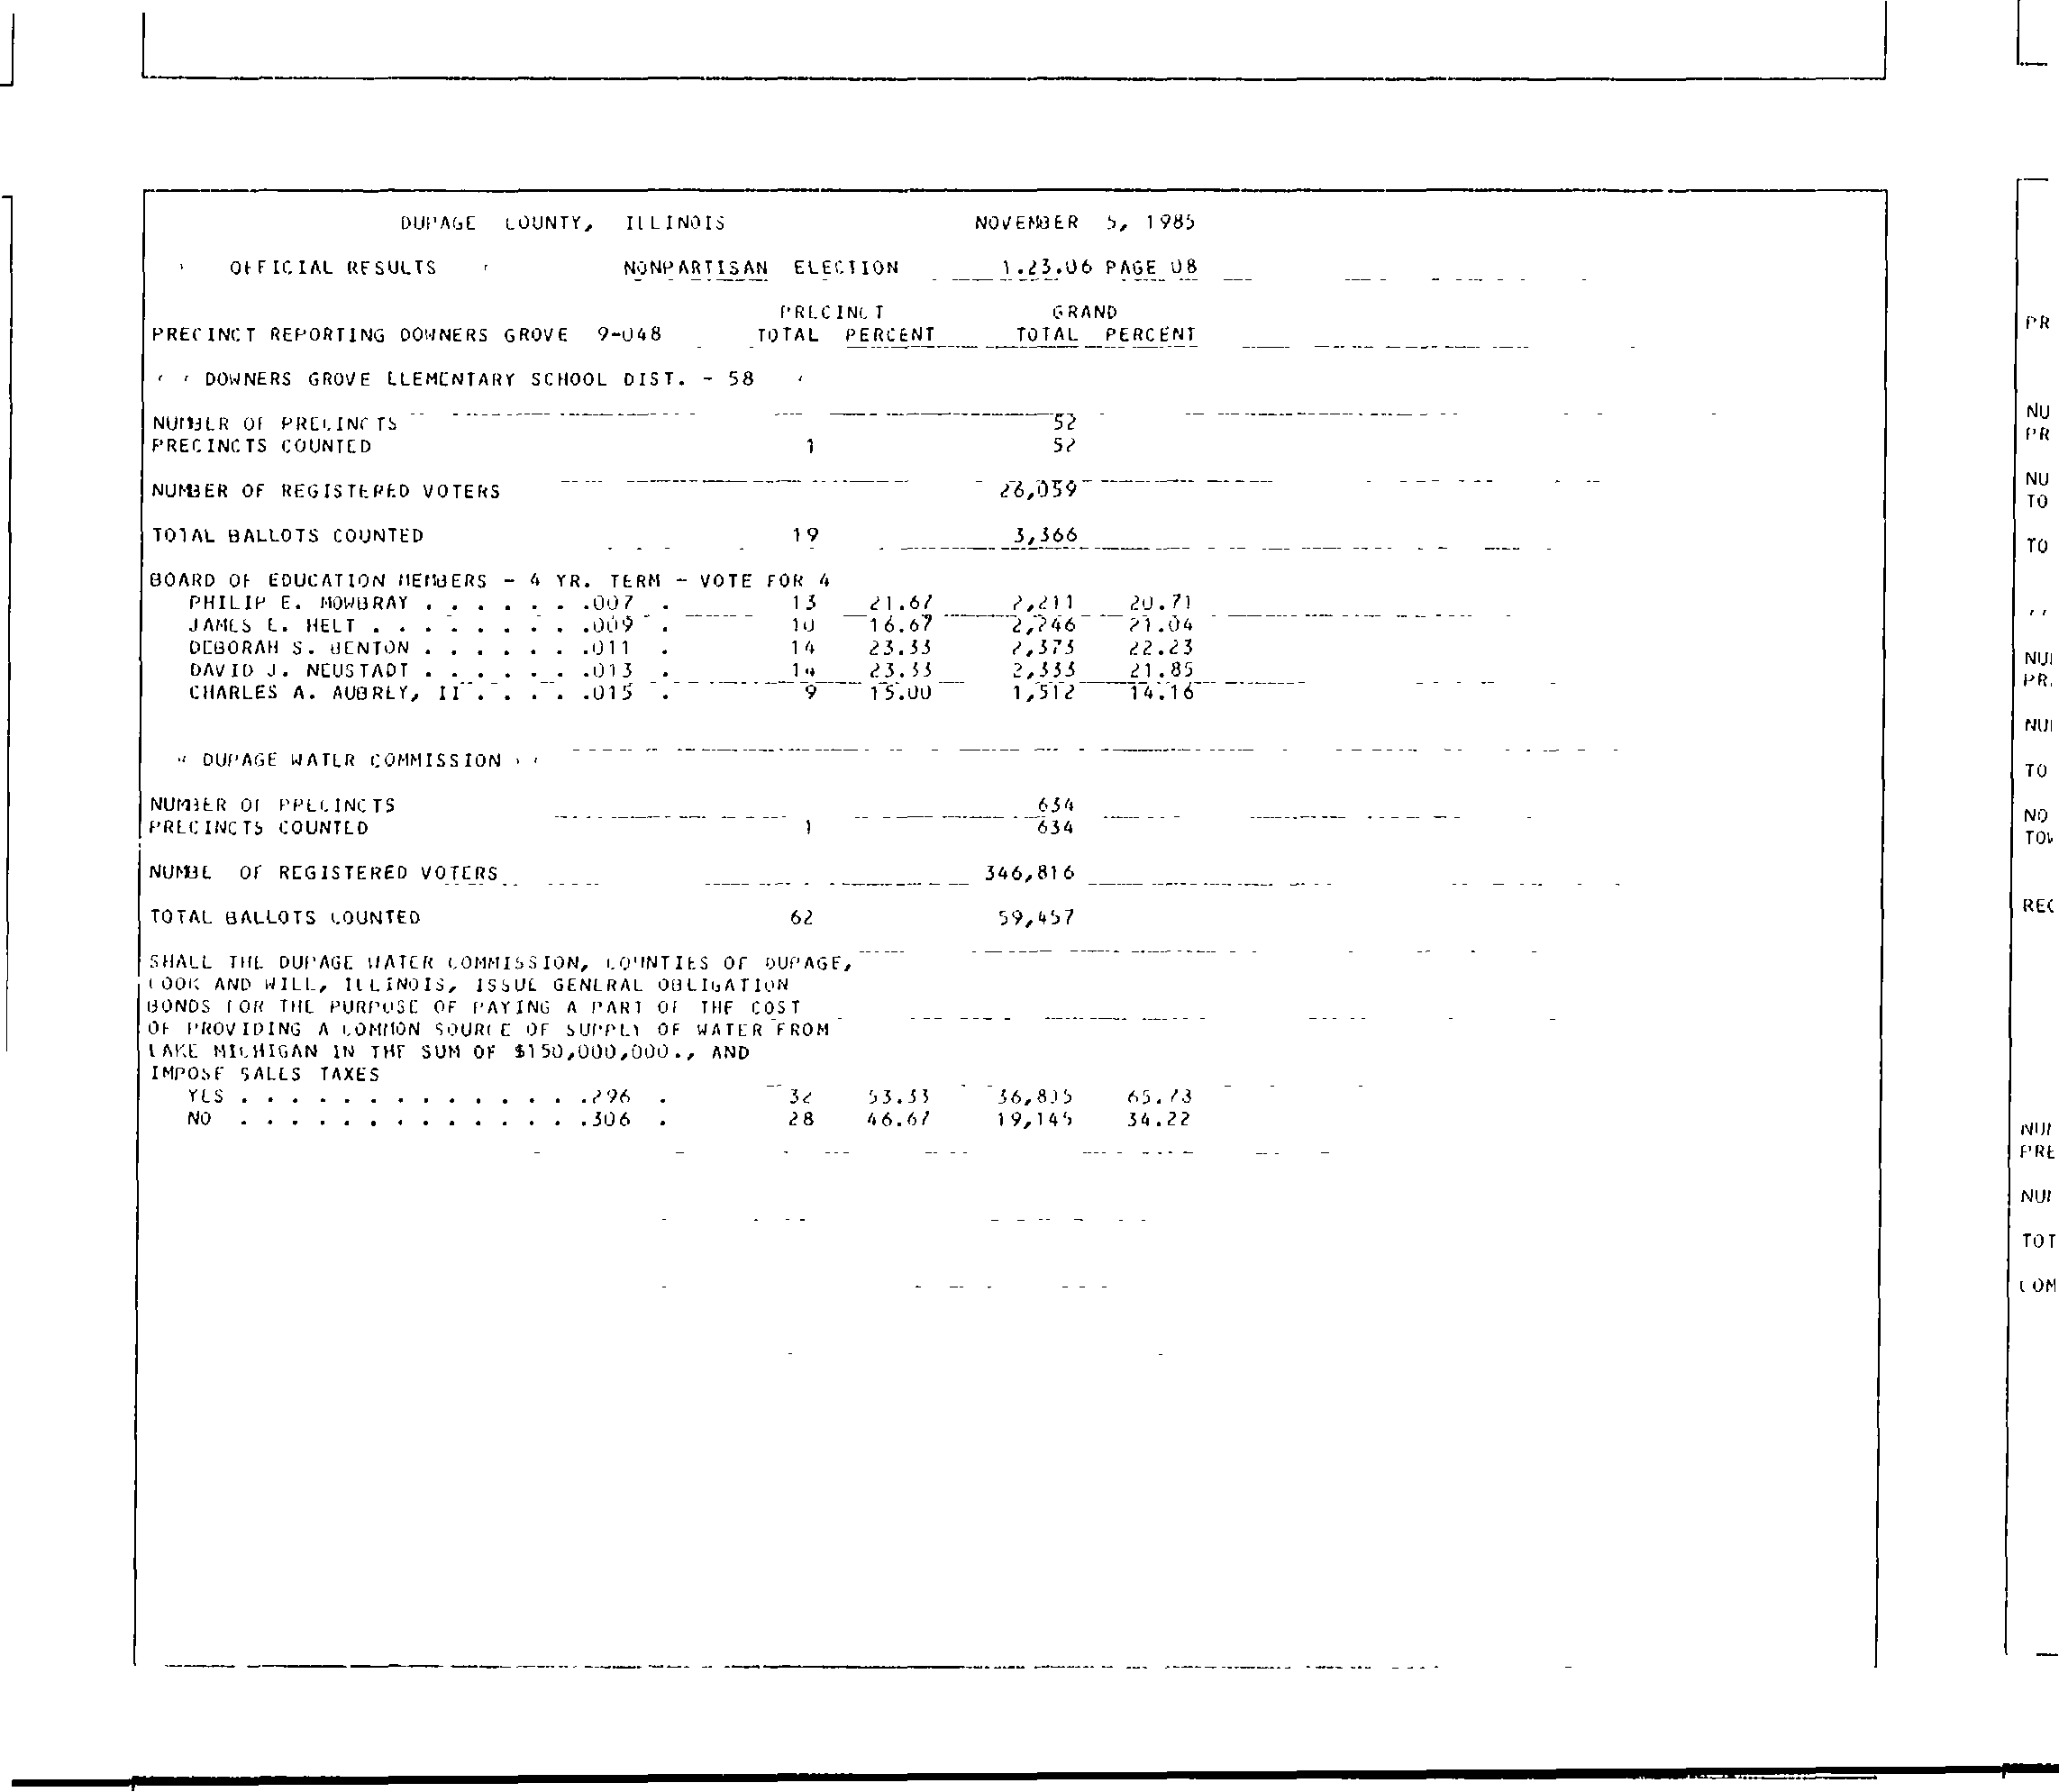 DUPAGE COUNTY, ILLINOIS NOVEMBER 5, 1985
OFFICIAL RESULTS NONPARTISAN ELECTION 1.23.06 PAGE 08
PRECINCT GRAND
PRECINCT REPORTING DOWNERS GROVE 9-048 TOTAL PERCENT TOTAL PERCENT
DOWNERS GROVE ELEMENTARY SCHOOL DIST. - 58
NUMBER OF PRECINCTS 52
PRECINCTS COUNTED 1 52
NUMBER OF REGISTERED VOTERS 26,059
TOTAL BALLOTS COUNTED 19 3,366
BOARD OF EDUCATION MEMBERS - 4 YR. TERM - VOTE FOR 4
PHILIP E. MOWBRAY . . . . . . .007 . 13 21.67 2,211 20.71
JAMES E. HELT . . . . . . . . .009 . 10 16.67 2,246 21.04
DEBORAH S. BENTON . . . . . . .011 . 14 23.33 2,373 22.23
DAVID J. NEUSTADT . . . . . . .013 . 14 23.33 2,333 21.85
CHARLES A. AUBREY, II . . . . .015 . 9 15.00 1,512 14.16
DUPAGE WATER COMMISSION
NUMBER OF PRECINCTS 634
PRECINCTS COUNTED 1 634
NUMBE OF REGISTERED VOTERS 346,816
TOTAL BALLOTS COUNTED 62 59,457
SHALL THE DUPAGE WATER COMMISSION, COUNTIES OF DUPAGE,
COOK AND WILL, ILLINOIS, ISSUE GENERAL OBLIGATION
BONDS FOR THE PURPOSE OF PAYING A PART OF THE COST
OF PROVIDING A COMMON SOURCE OF SUPPLY OF WATER FROM
LAKE MICHIGAN IN THE SUM OF $150,000,000., AND
IMPOSE SALES TAXES
YES . . . . . . . . . . . . . .296 . 32 53.33 65.78
NO . . . . . . . . . . . . . .306 . 28 46.67 19,145 34.22
PR
NU
PR
NU
TO
TO
NU
PR
NU
TO
NO
TOW
REC
NU
PRE
NU
TOT
COM